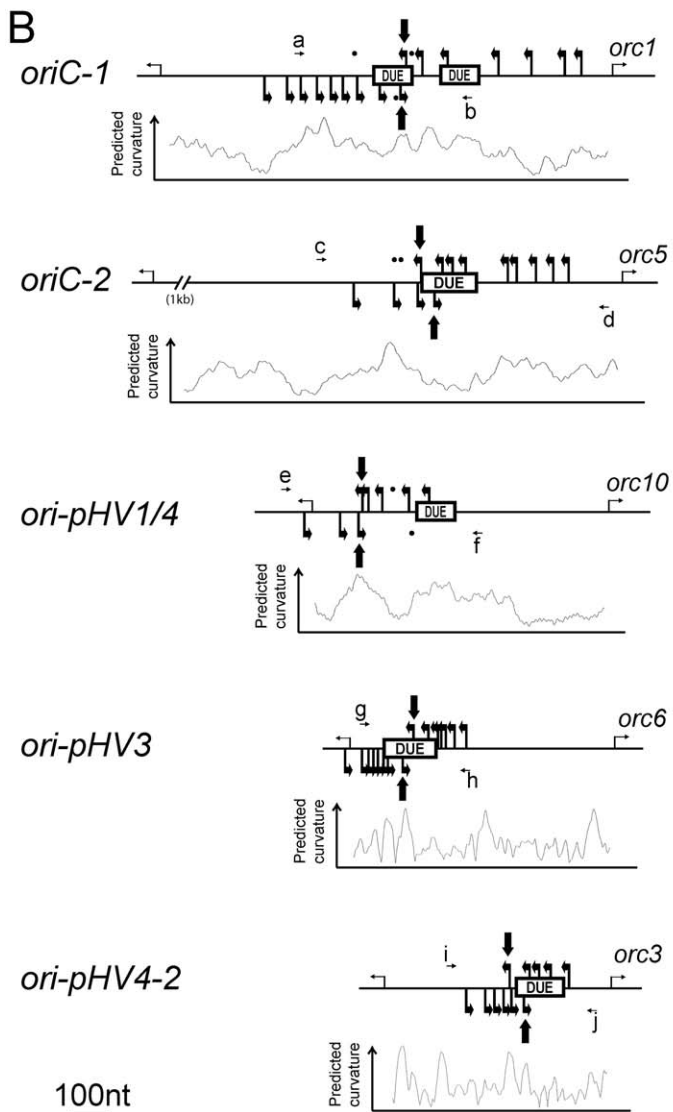 B
a
orc1
oriC-1
DUE
DUE
b
Predicted
curvature
c
orc5
oriC-2
DUE
(1kb)
d
Predicted
curvature
e
orc10
ori-pHV1/4
DUE
f
Predicted
curvature
g
orc6
ori-pHV3
DUE
h
Predicted
curvature
i
orc3
ori-pHV4-2
DUE
j
Predicted
curvature
100nt